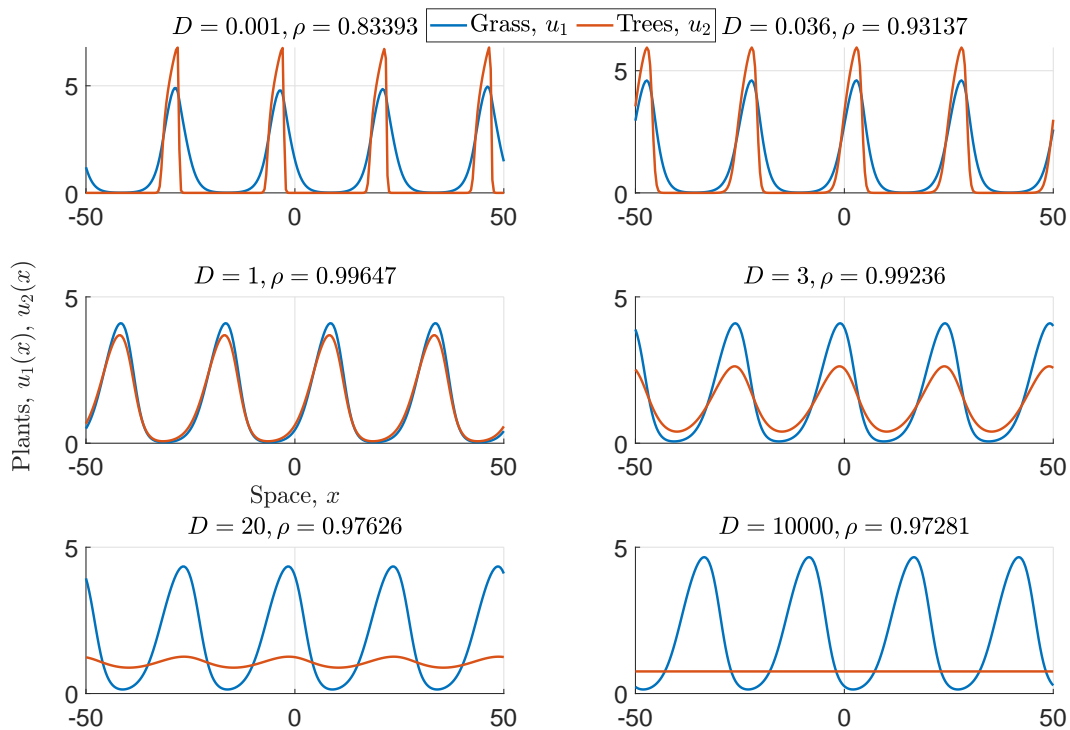 D = 0.001, ρ = 0.83393
Grass, u₁ Trees, u₂
D = 0.036, ρ = 0.93137
5
0
-50 0 50
5
0
-50 0 50
D = 1, ρ = 0.99647
5
0
-50 0 50
D = 3, ρ = 0.99236
5
0
-50 0 50
Plants, u₁(x), u₂(x)
Space, x
D = 20, ρ = 0.97626
5
0
-50 0 50
D = 10000, ρ = 0.97281
5
0
-50 0 50